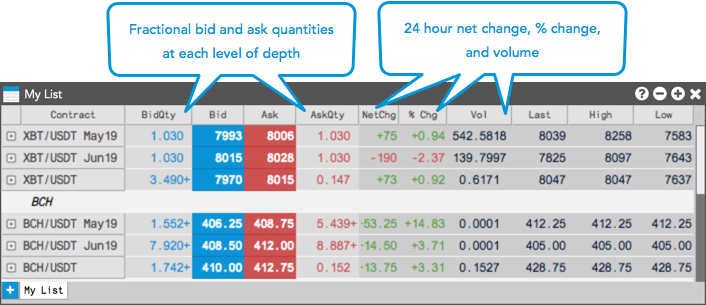 Fractional bid and ask quantities
at each level of depth
24 hour net change, % change,
and volume
My List
Contract BidQty Bid Ask AskQty NetChg % Chg Vol Last High Low
XBT/USDT May19 1.030 7993 8006 1.030 +75 +0.94 542.5818 8039 8258 7583
XBT/USDT Jun19 1.030 8015 8028 1.030 -190 -2.37 139.7997 7825 8097 7643
XBT/USDT 3.490+ 7970 8015 0.147 +73 +0.92 0.6171 8047 8047 7637
BCH
BCH/USDT May19 1.552+ 406.25 408.75 5.439+ -53.25 +14.83 0.0001 412.25 412.25 412.25
BCH/USDT Jun19 7.920+ 408.50 412.00 8.887+ -14.50 +3.71 0.0001 405.00 405.00 405.00
BCH/USDT 1.742+ 410.00 412.75 0.152 -13.75 +3.31 0.1527 428.75 428.75 428.75
My List